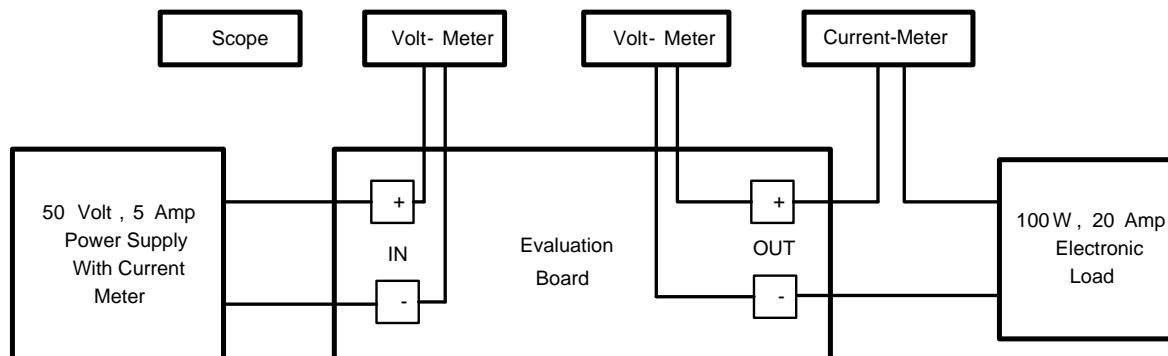 Scope
Volt- Meter
Volt- Meter
Current-Meter
50 Volt , 5 Amp
Power Supply
With Current
Meter
+
IN
-
Evaluation
Board
+
OUT
-
100W , 20 Amp
Electronic
Load